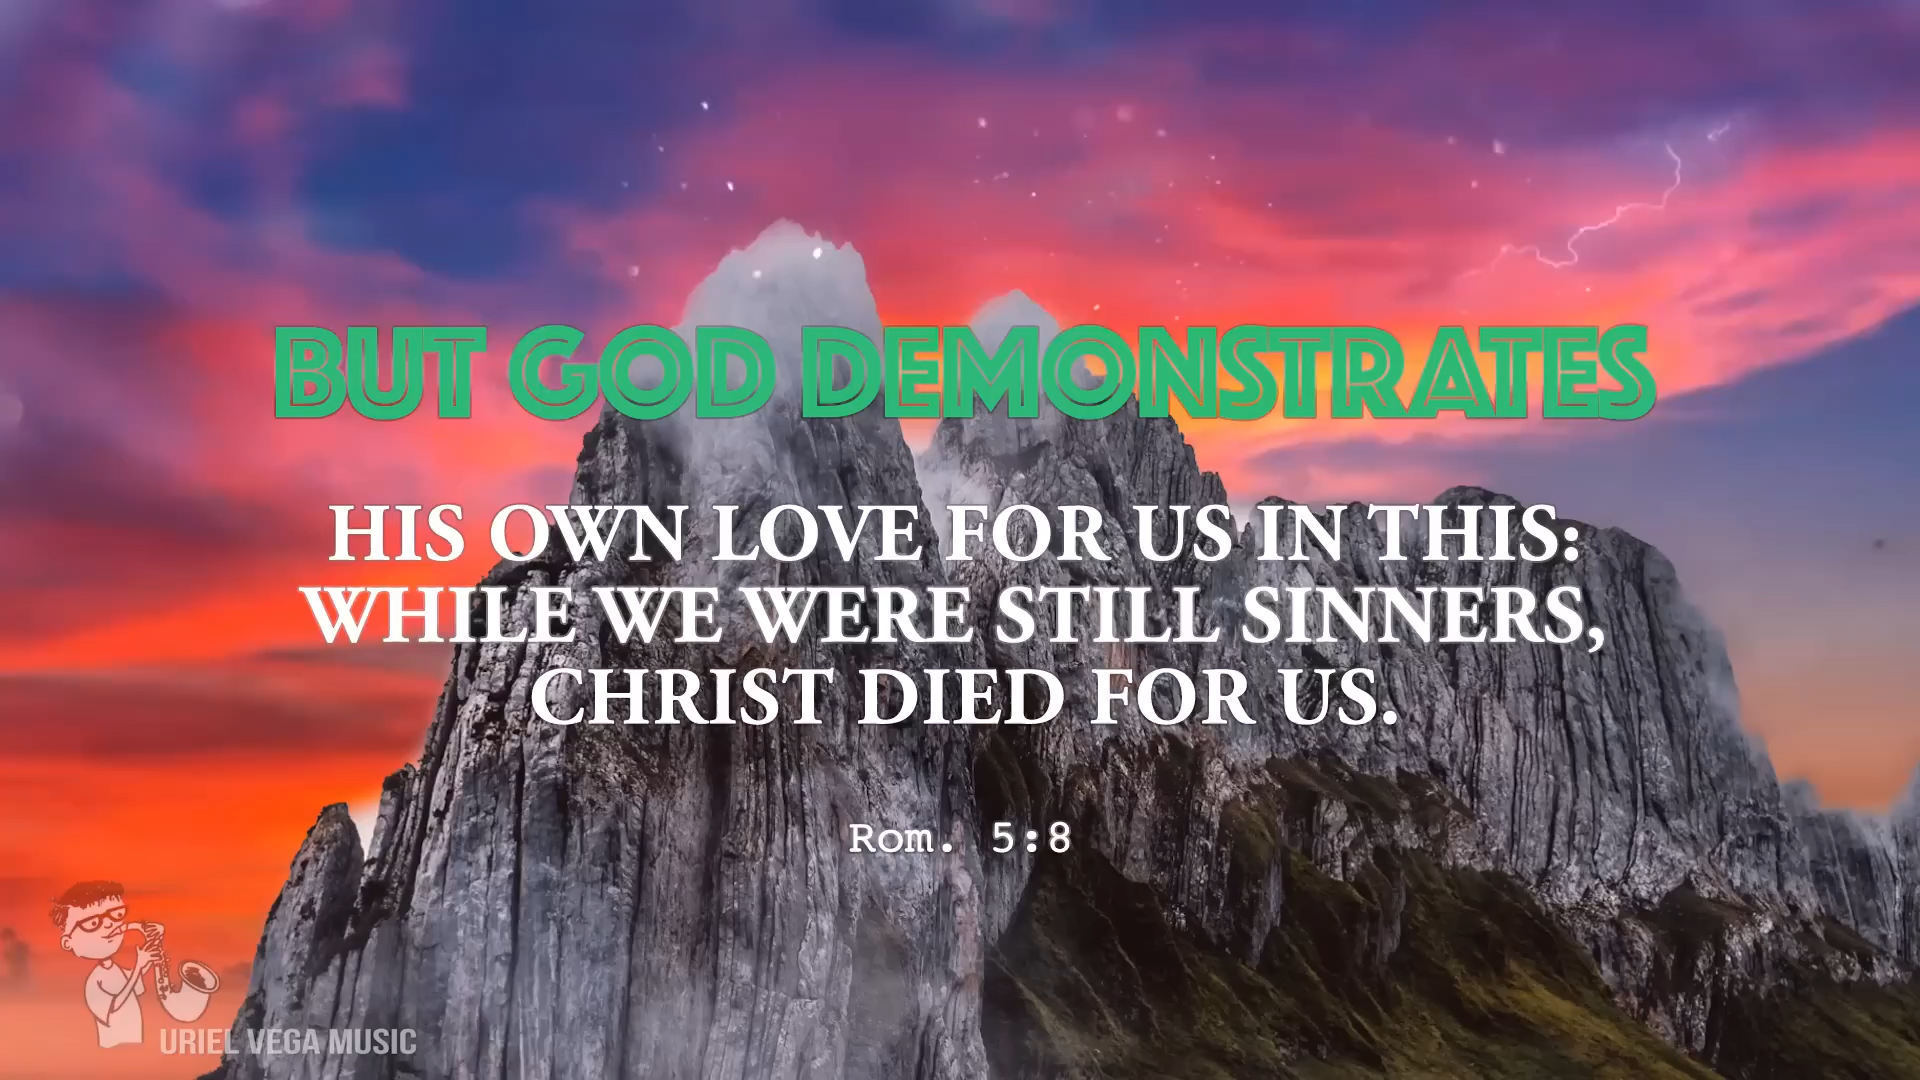 BUT GOD DEMONSTRATES
HIS OWN LOVE FOR US IN THIS:
WHILE WE WERE STILL SINNERS,
CHRIST DIED FOR US.
Rom. 5:8
URIEL VEGA MUSIC